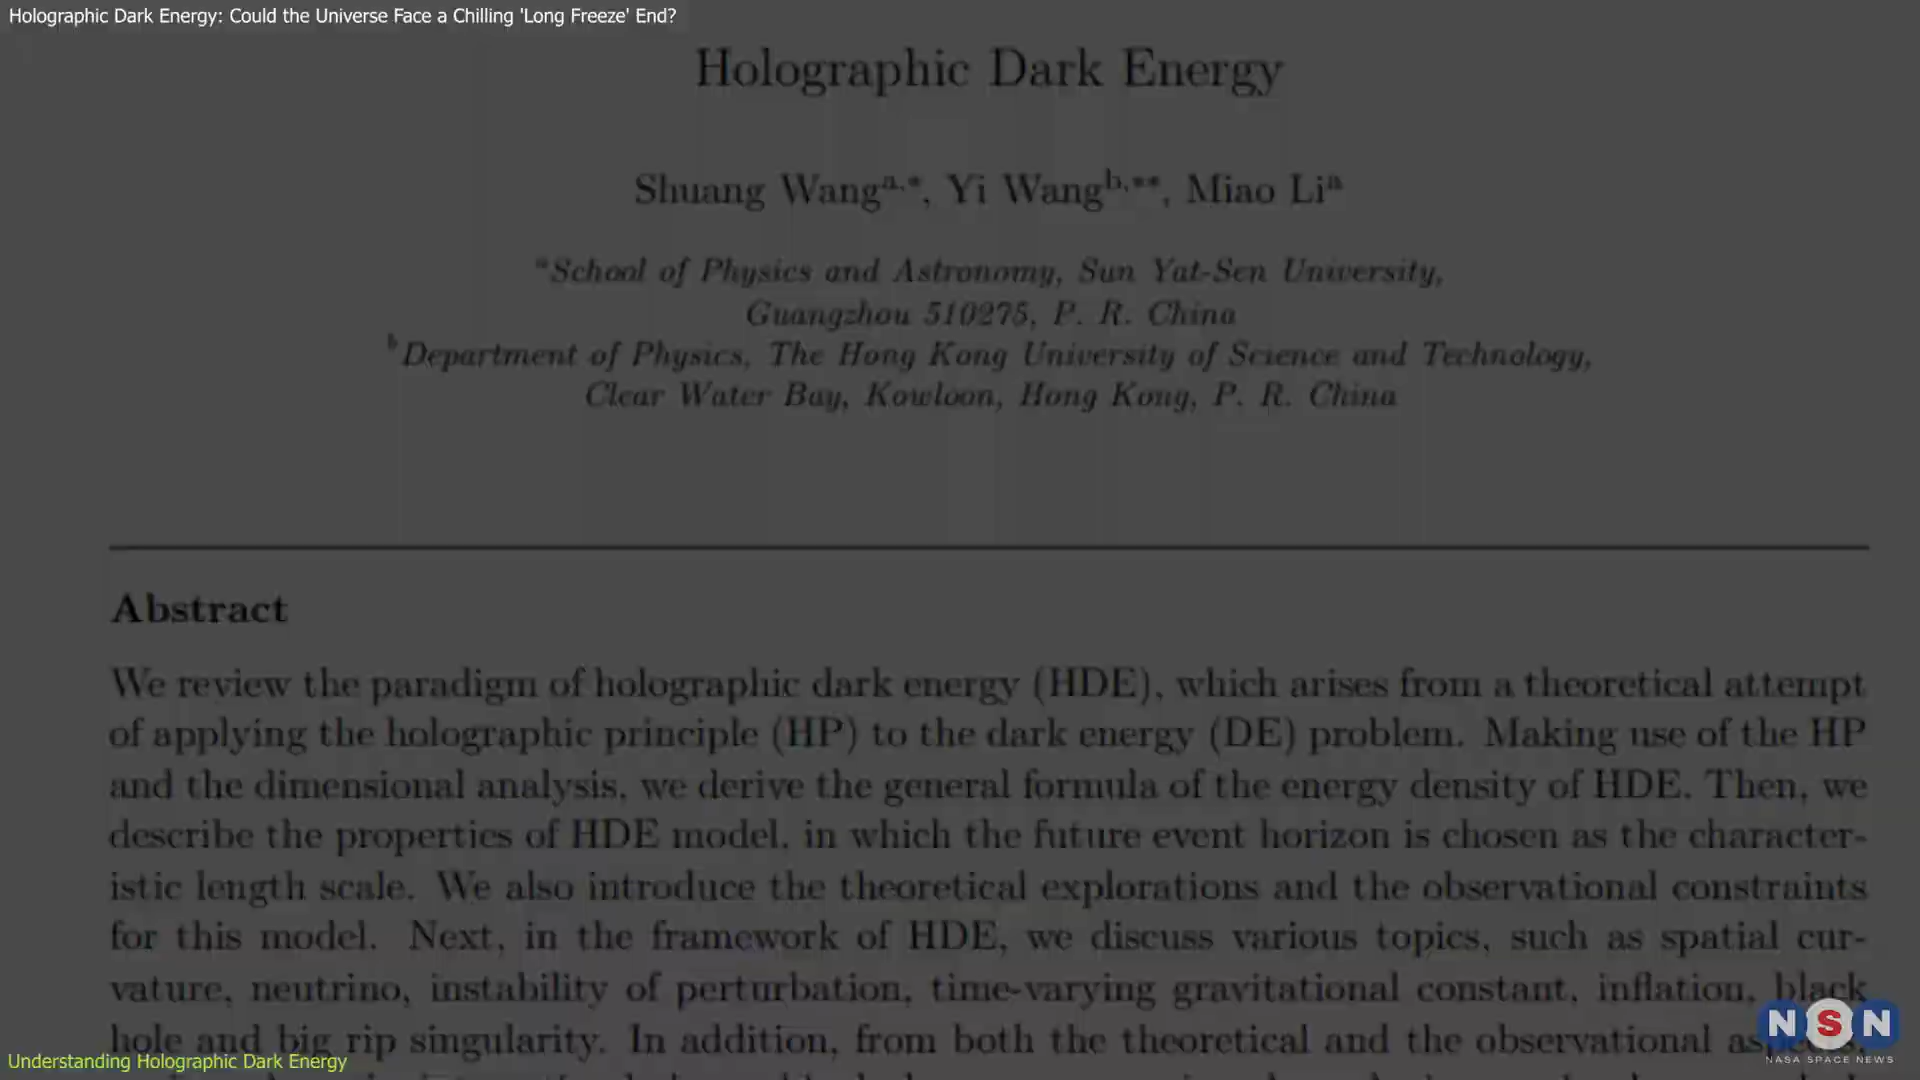 Holographic Dark Energy: Could the Universe Face a Chilling 'Long Freeze' End?
Holographic Dark Energy
Shuang Wangᵃ,*, Yi Wangᵇ,**, Miao Liᵃ
ᵃSchool of Physics and Astronomy, Sun Yat-Sen University,
Guangzhou 510275, P. R. China
ᵇDepartment of Physics, The Hong Kong University of Science and Technology,
Clear Water Bay, Kowloon, Hong Kong, P. R. China
Abstract
We review the paradigm of holographic dark energy (HDE), which arises from a theoretical attempt
of applying the holographic principle (HP) to the dark energy (DE) problem. Making use of the HP
and the dimensional analysis, we derive the general formula of the energy density of HDE. Then, we
describe the properties of HDE model, in which the future event horizon is chosen as the character-
istic length scale. We also introduce the theoretical explorations and the observational constraints
for this model. Next, in the framework of HDE, we discuss various topics, such as spatial cur-
vature, neutrino, instability of perturbation, time-varying gravitational constant, inflation, black
hole and big rip singularity. In addition, from both the theoretical and the observational
Understanding Holographic Dark Energy
NSN
NASA SPACE NEWS